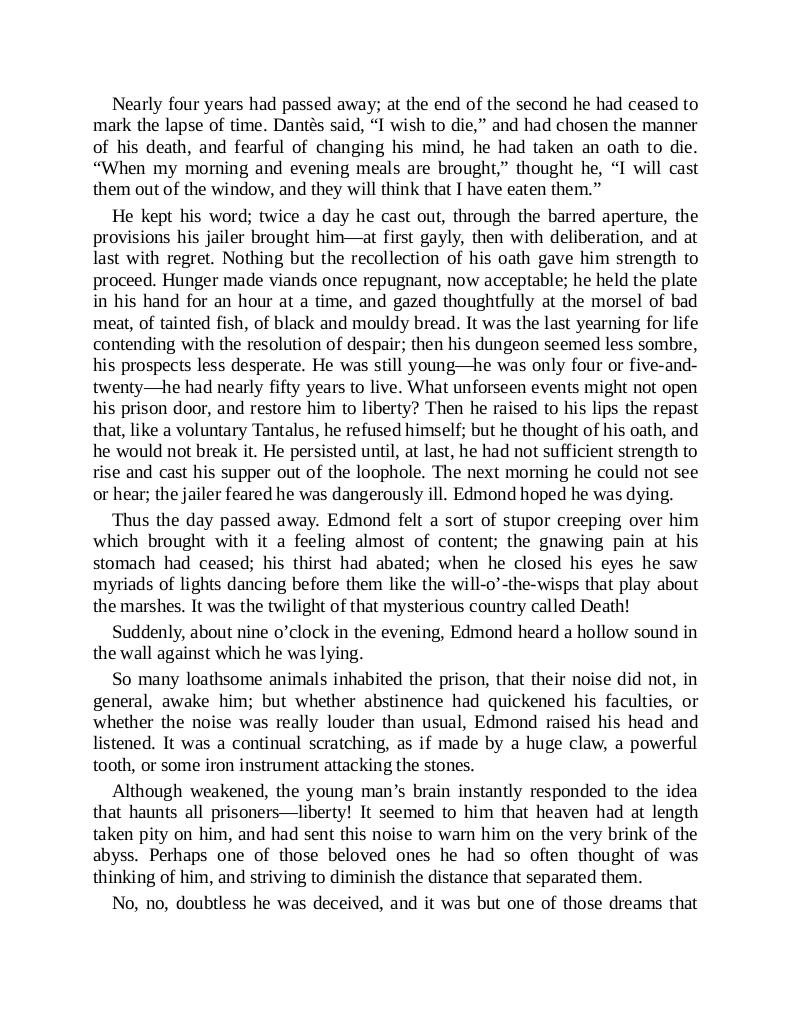 Nearly four years had passed away; at the end of the second he had ceased to
mark the lapse of time. Dantès said, “I wish to die,” and had chosen the manner
of his death, and fearful of changing his mind, he had taken an oath to die.
“When my morning and evening meals are brought,” thought he, “I will cast
them out of the window, and they will think that I have eaten them.”
He kept his word; twice a day he cast out, through the barred aperture, the
provisions his jailer brought him—at first gayly, then with deliberation, and at
last with regret. Nothing but the recollection of his oath gave him strength to
proceed. Hunger made viands once repugnant, now acceptable; he held the plate
in his hand for an hour at a time, and gazed thoughtfully at the morsel of bad
meat, of tainted fish, of black and mouldy bread. It was the last yearning for life
contending with the resolution of despair; then his dungeon seemed less sombre,
his prospects less desperate. He was still young—he was only four or five-and-
twenty—he had nearly fifty years to live. What unforseen events might not open
his prison door, and restore him to liberty? Then he raised to his lips the repast
that, like a voluntary Tantalus, he refused himself; but he thought of his oath, and
he would not break it. He persisted until, at last, he had not sufficient strength to
rise and cast his supper out of the loophole. The next morning he could not see
or hear; the jailer feared he was dangerously ill. Edmond hoped he was dying.
Thus the day passed away. Edmond felt a sort of stupor creeping over him
which brought with it a feeling almost of content; the gnawing pain at his
stomach had ceased; his thirst had abated; when he closed his eyes he saw
myriads of lights dancing before them like the will-o’-the-wisps that play about
the marshes. It was the twilight of that mysterious country called Death!
Suddenly, about nine o’clock in the evening, Edmond heard a hollow sound in
the wall against which he was lying.
So many loathsome animals inhabited the prison, that their noise did not, in
general, awake him; but whether abstinence had quickened his faculties, or
whether the noise was really louder than usual, Edmond raised his head and
listened. It was a continual scratching, as if made by a huge claw, a powerful
tooth, or some iron instrument attacking the stones.
Although weakened, the young man’s brain instantly responded to the idea
that haunts all prisoners—liberty! It seemed to him that heaven had at length
taken pity on him, and had sent this noise to warn him on the very brink of the
abyss. Perhaps one of those beloved ones he had so often thought of was
thinking of him, and striving to diminish the distance that separated them.
No, no, doubtless he was deceived, and it was but one of those dreams that